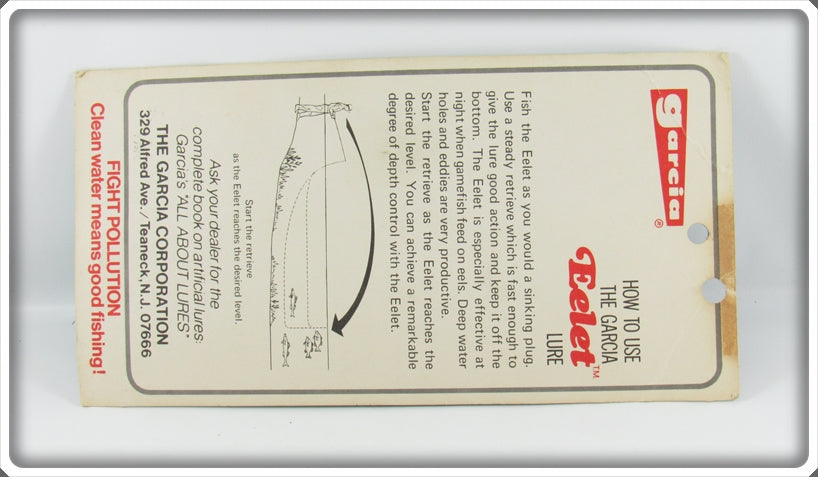 garcia®
HOW TO USE
THE GARCIA
Eelet™
LURE
Fish the Eelet as you would a sinking plug.
Use a steady retrieve which is fast enough to
give the lure good action and keep it off the
bottom. The Eelet is especially effective at
night when gamefish feed on eels. Deep water
holes and eddies are very productive.
Start the retrieve as the Eelet reaches the
desired level. You can achieve a remarkable
degree of depth control with the Eelet.
Start the retrieve
as the Eelet reaches the desired level.
Ask your dealer for the
complete book on artificial lures:
Garcia's "ALL ABOUT LURES"
THE GARCIA CORPORATION
329 Alfred Ave./Teaneck, N.J. 07666
FIGHT POLLUTION
Clean water means good fishing!